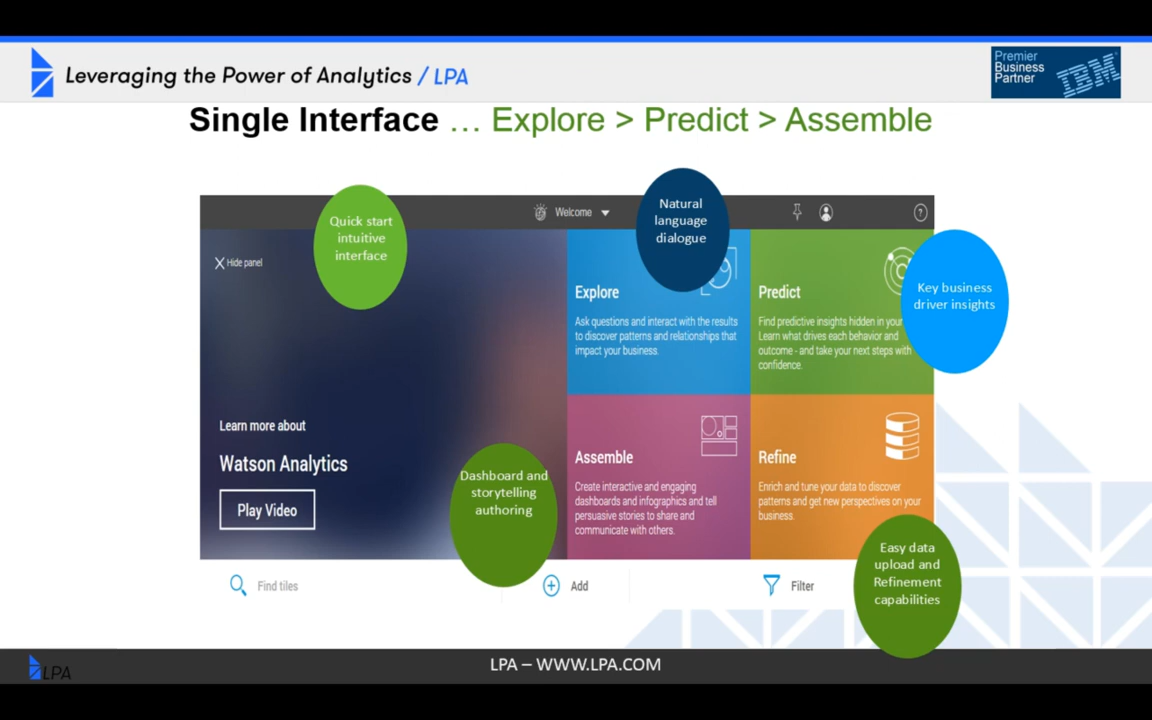 Leveraging the Power of Analytics / LPA
Premier
Business
Partner
IBM
Single Interface ... Explore > Predict > Assemble
Welcome
?
Quick start
intuitive
interface
Natural
language
dialogue
Hide panel
Explore
Ask questions and interact with the results
to discover patterns and relationships that
impact your business.
Predict
Find predictive insights hidden in your
Learn what drives each behavior and
outcome - and take your next steps with
confidence.
Key business
driver insights
Learn more about
Watson Analytics
Play Video
Dashboard and
storytelling
authoring
Assemble
Create interactive and engaging
dashboards and infographics and tell
persuasive stories to share and
communicate with others.
Refine
Enrich and tune your data to discover
patterns and get new perspectives on your
business.
Easy data
upload and
Refinement
capabilities
Find tiles
Add
Filter
LPA
LPA – WWW.LPA.COM